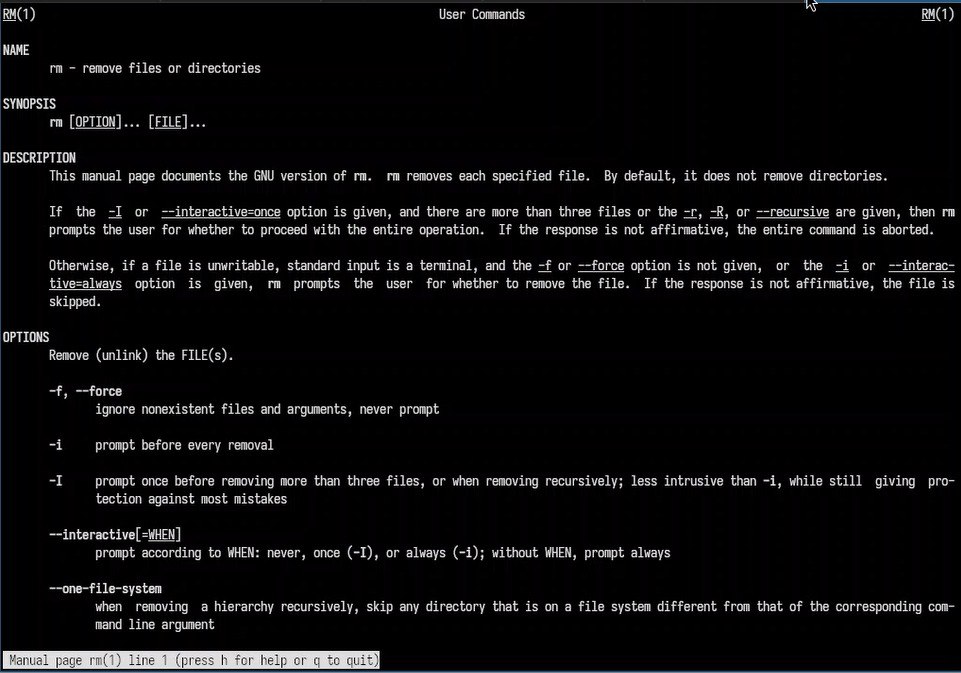 RM(1) User Commands RM(1)
NAME
rm - remove files or directories
SYNOPSIS
rm [OPTION]... [FILE]...
DESCRIPTION
This manual page documents the GNU version of rm.  rm removes each specified file.  By default, it does not remove directories.
If the -I or --interactive=once option is given, and there are more than three files or the -r, -R, or --recursive are given, then rm
prompts the user for whether to proceed with the entire operation.  If the response is not affirmative, the entire command is aborted.
Otherwise, if a file is unwritable, standard input is a terminal, and the -f or --force option is not given, or the -i or --interac-
tive=always option is given, rm prompts the user for whether to remove the file.  If the response is not affirmative, the file is
skipped.
OPTIONS
Remove (unlink) the FILE(s).
-f, --force
ignore nonexistent files and arguments, never prompt
-i prompt before every removal
-I prompt once before removing more than three files, or when removing recursively; less intrusive than -i, while still giving pro-
tection against most mistakes
--interactive[=WHEN]
prompt according to WHEN: never, once (-I), or always (-i); without WHEN, prompt always
--one-file-system
when removing a hierarchy recursively, skip any directory that is on a file system different from that of the corresponding com-
mand line argument
Manual page rm(1) line 1 (press h for help or q to quit)